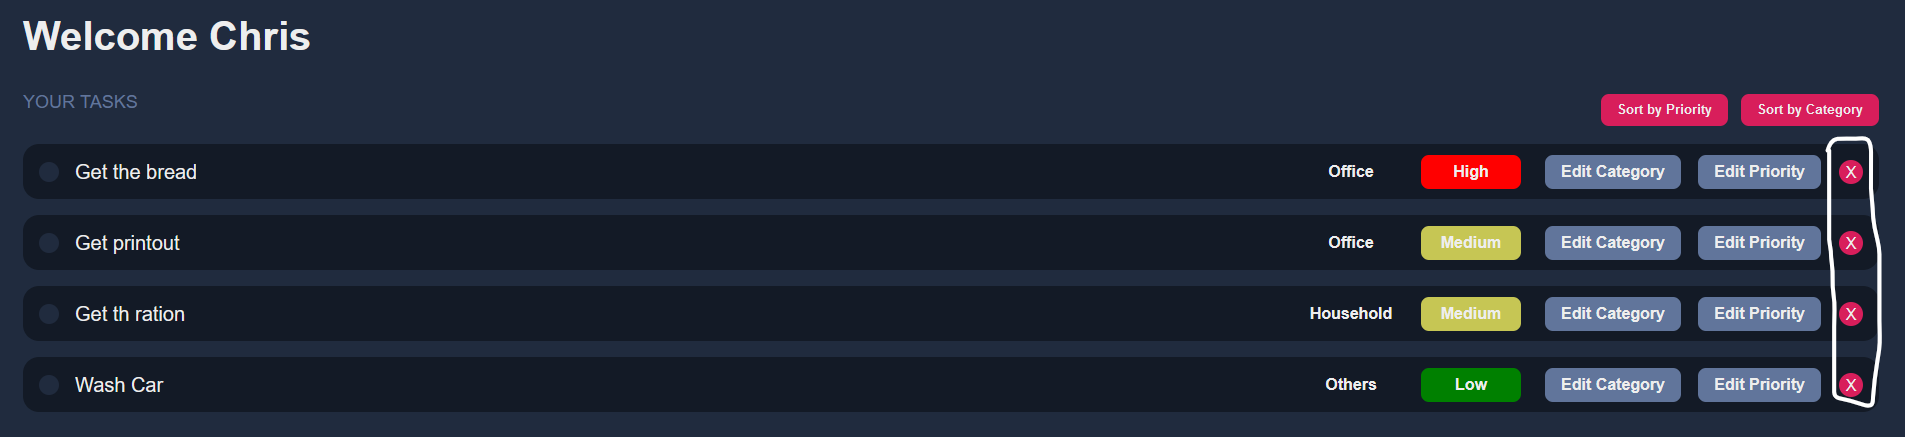 Welcome Chris
YOUR TASKS
Sort by Priority Sort by Category
Get the bread Office High Edit Category Edit Priority X
Get printout Office Medium Edit Category Edit Priority X
Get th ration Household Medium Edit Category Edit Priority X
Wash Car Others Low Edit Category Edit Priority X